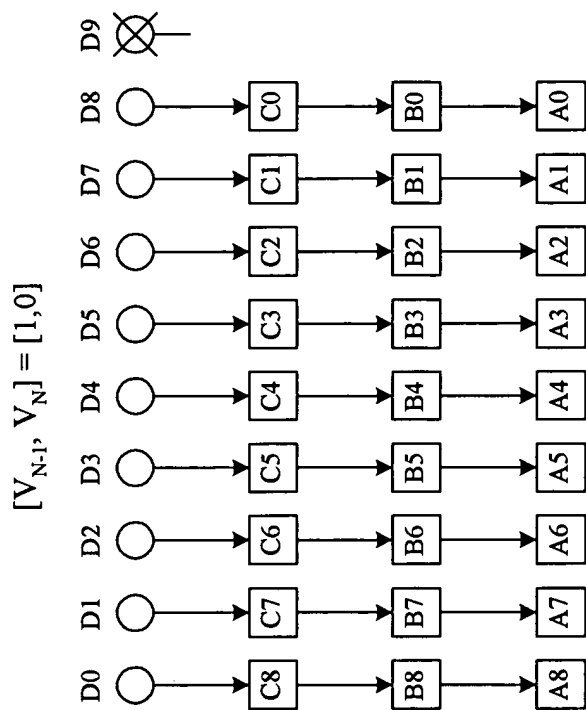 [V_{N-1}, V_N] = [1,0]
D0 D1 D2 D3 D4 D5 D6 D7 D8 D9
C8 C7 C6 C5 C4 C3 C2 C1 C0
B8 B7 B6 B5 B4 B3 B2 B1 B0
A8 A7 A6 A5 A4 A3 A2 A1 A0